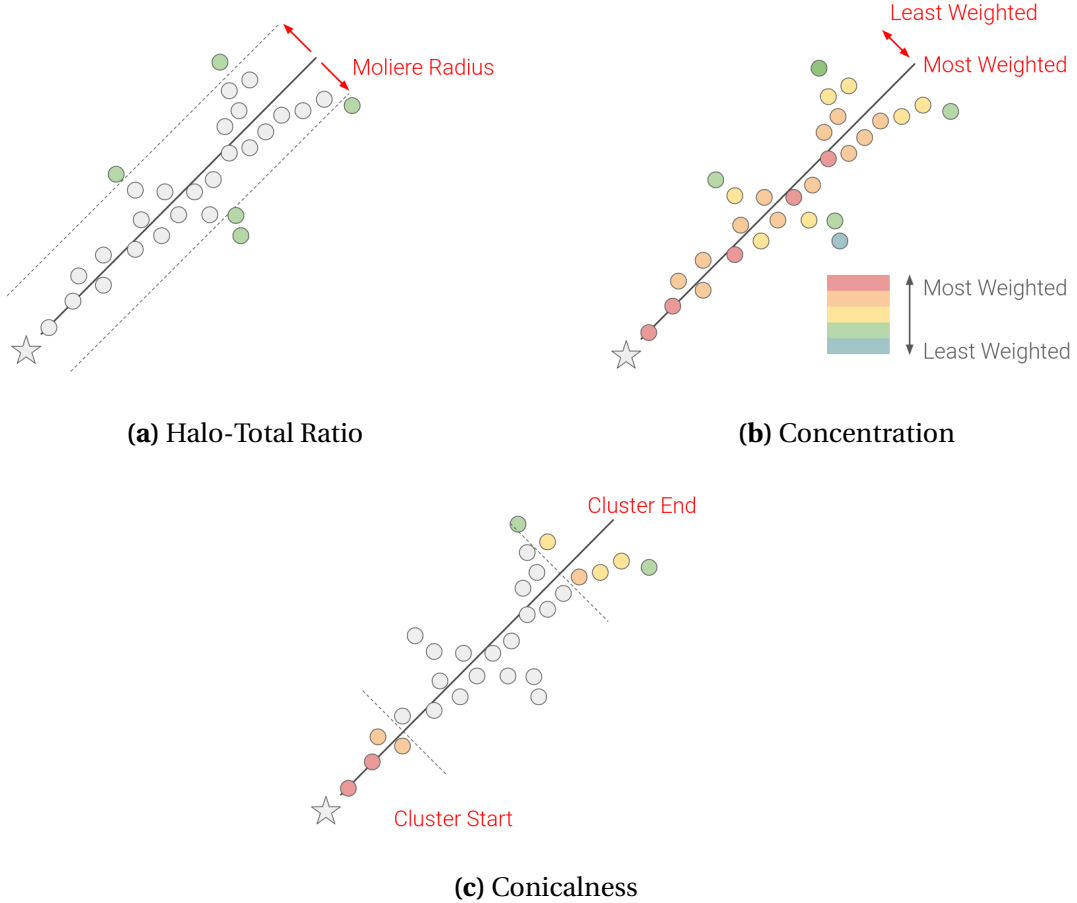 Least Weighted
Moliere Radius
Most Weighted
Most Weighted
Least Weighted
(a) Halo-Total Ratio
(b) Concentration
Cluster End
Cluster Start
(c) Conicalness